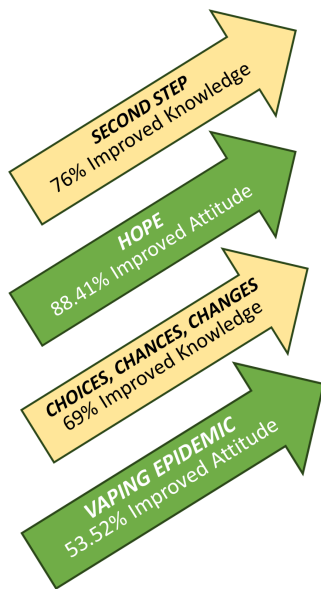 SECOND STEP
76% Improved Knowledge
HOPE
88.41% Improved Attitude
CHOICES, CHANCES, CHANGES
69% Improved Knowledge
VAPING EPIDEMIC
53.52% Improved Attitude